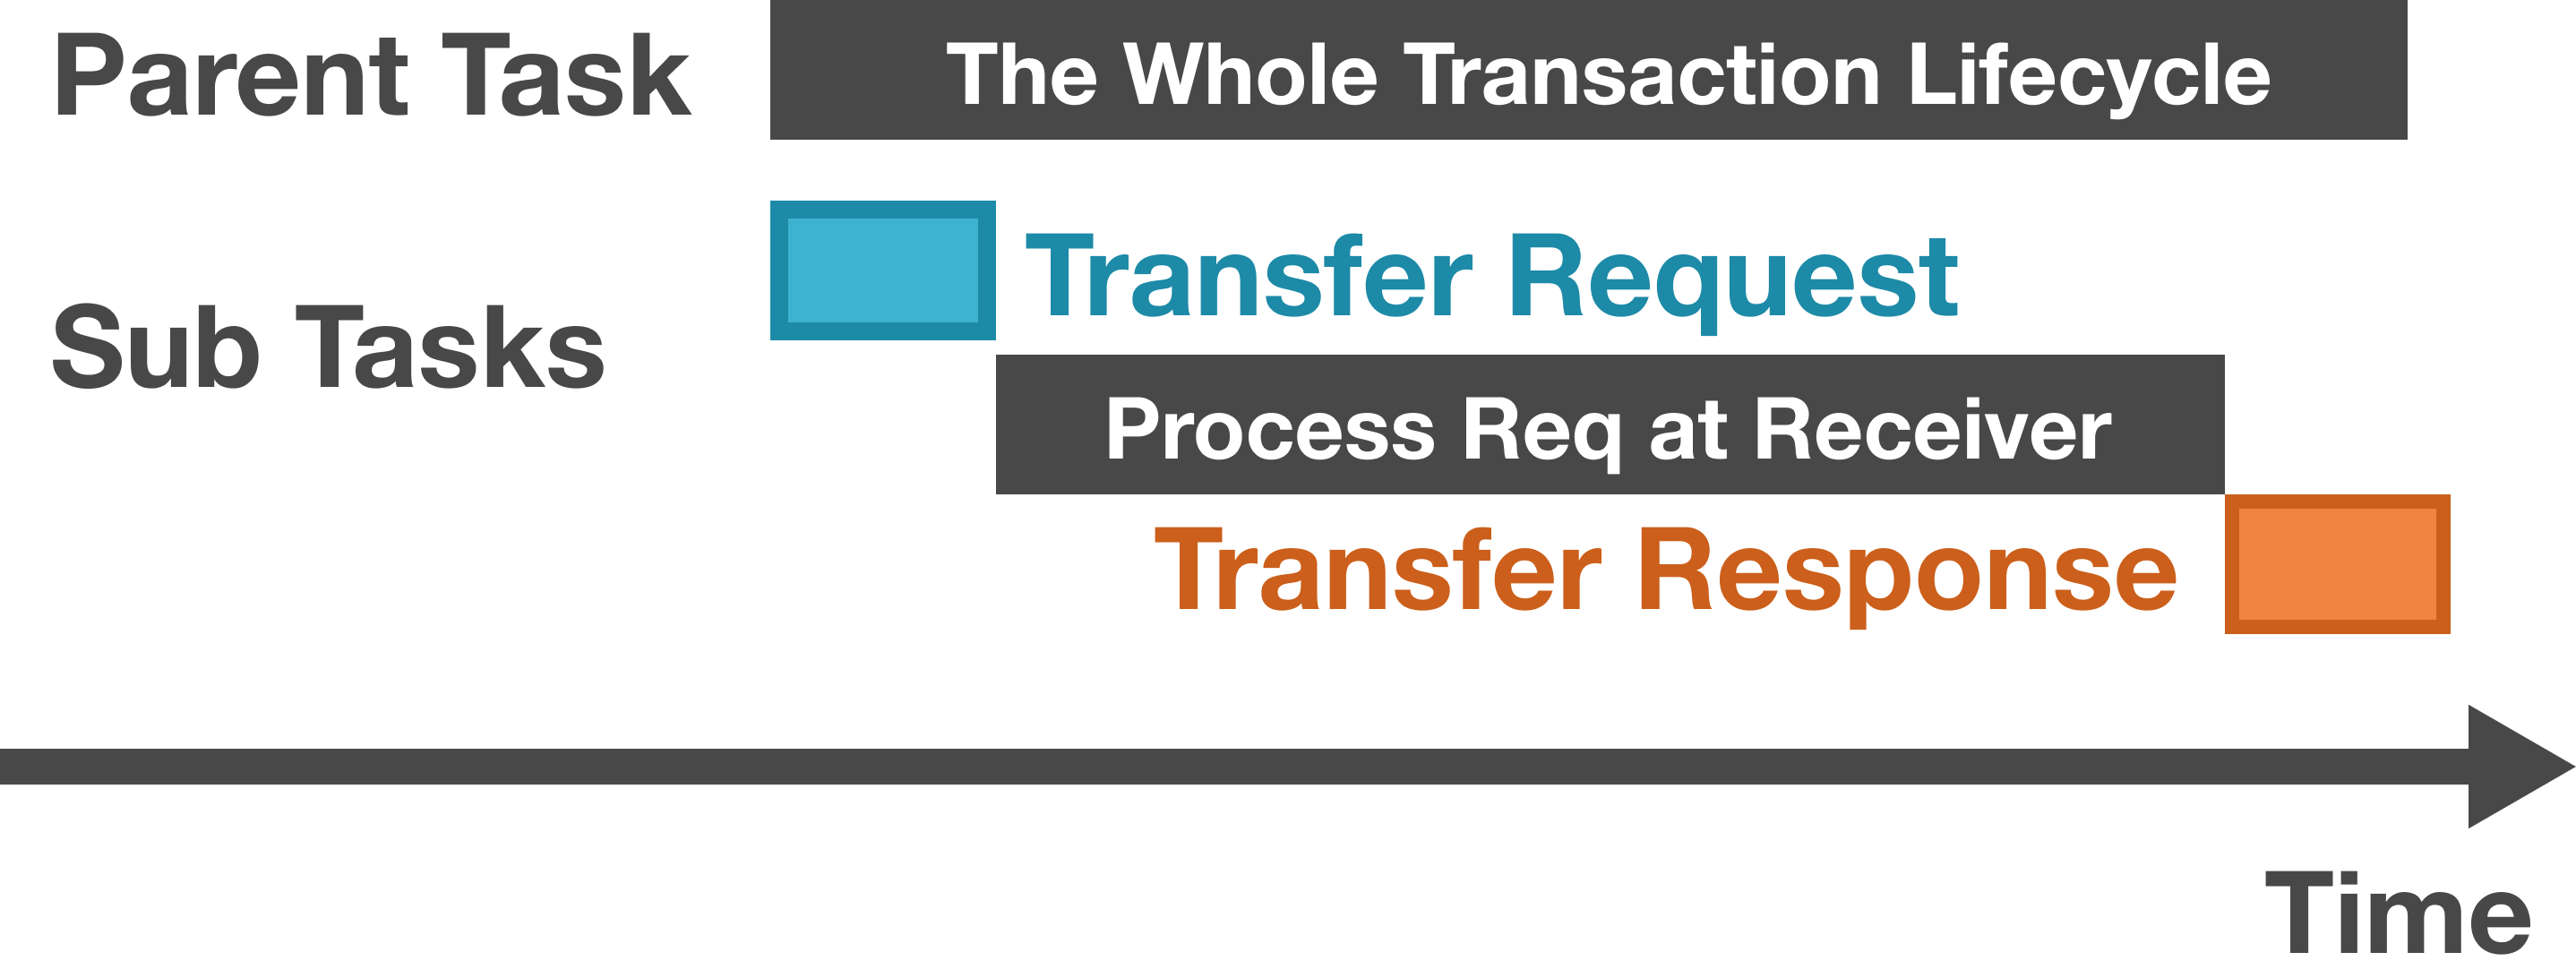 Parent Task
The Whole Transaction Lifecycle
Transfer Request
Sub Tasks
Process Req at Receiver
Transfer Response
Time